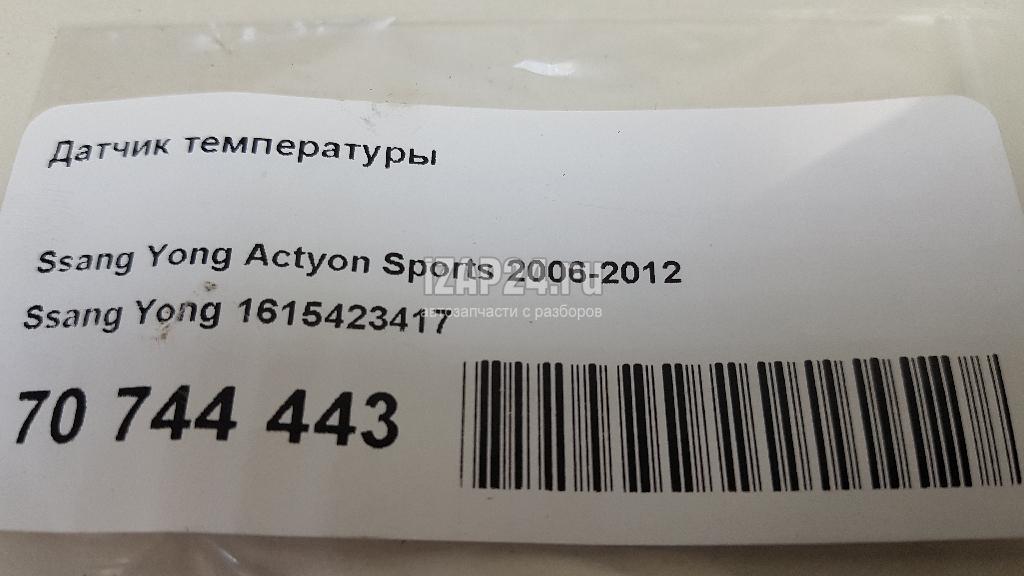 Датчик температуры
Ssang Yong Actyon Sports 2006-2012
IZAP24.ru
Ssang Yong 1615423417
автозапчасти с разборов
70 744 443